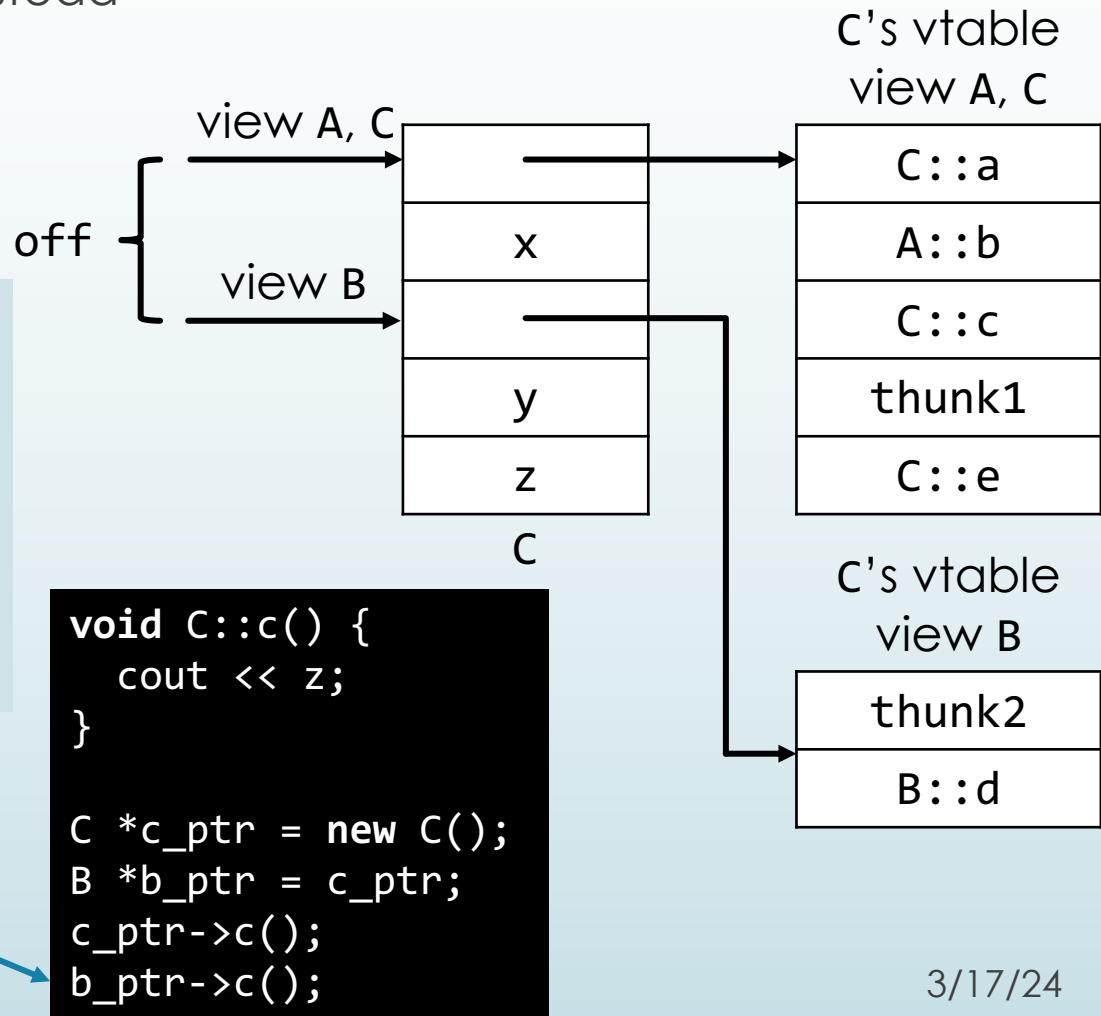 C's vtable
view A, C
view A, C
off
view B
x
y
z
C
C::a
A::b
C::c
thunk1
C::e
C's vtable
view B
thunk2
B::d
void C::c() {
  cout << z;
}
C *c_ptr = new C();
B *b_ptr = c_ptr;
c_ptr->c();
b_ptr->c();
3/17/24